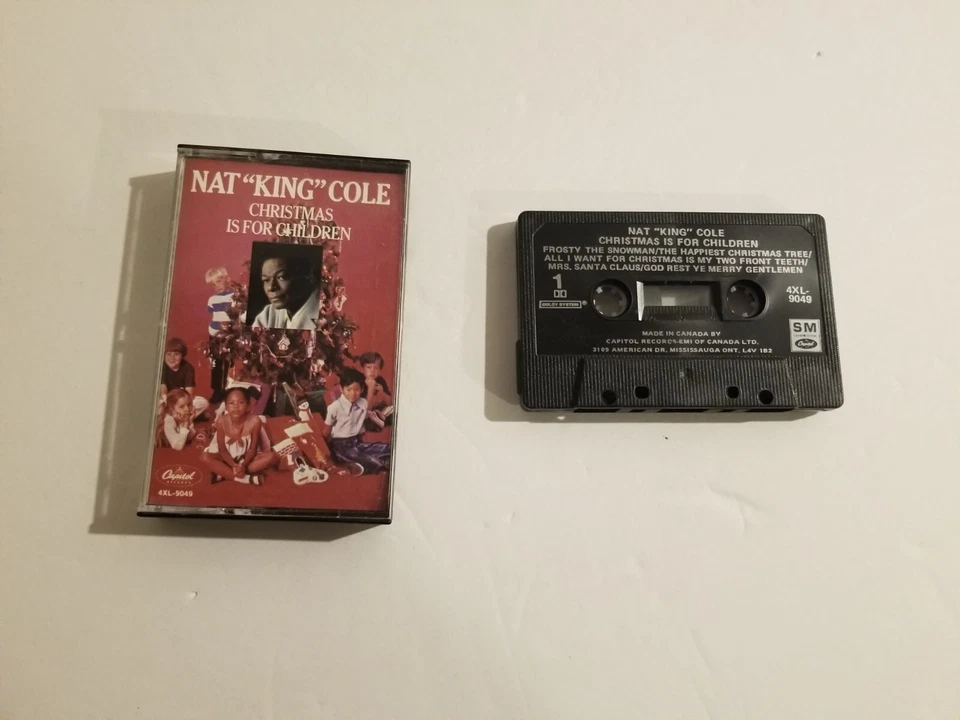 NAT “KING” COLE
CHRISTMAS
IS FOR CHILDREN
Capitol
RECORDS
4XL-9049
NAT "KING" COLE
CHRISTMAS IS FOR CHILDREN
FROSTY THE SNOWMAN/THE HAPPIEST CHRISTMAS TREE/
ALL I WANT FOR CHRISTMAS IS MY TWO FRONT TEETH/
MRS. SANTA CLAUS/GOD REST YE MERRY GENTLEMEN
1
DOLBY SYSTEM®
4XL-
9049
SM
Capitol
MADE IN CANADA BY
CAPITOL RECORDS-EMI OF CANADA LTD.
3109 AMERICAN DR, MISSISSAUGA ONT, L4V 1B2